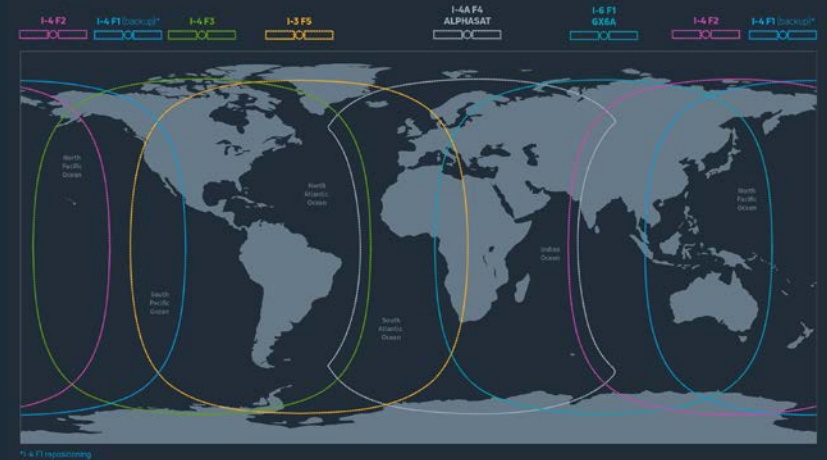 I-4 F2
I-4 F1 (backup)*
I-4 F3
I-3 F5
I-4A F4
ALPHASAT
I-6 F1
GX6A
I-4 F2
I-4 F1 (backup)*
North
Pacific
Ocean
North
Atlantic
Ocean
North
Pacific
Ocean
Indian
Ocean
South
Pacific
Ocean
South
Atlantic
Ocean
*I-4 F1 repositioning